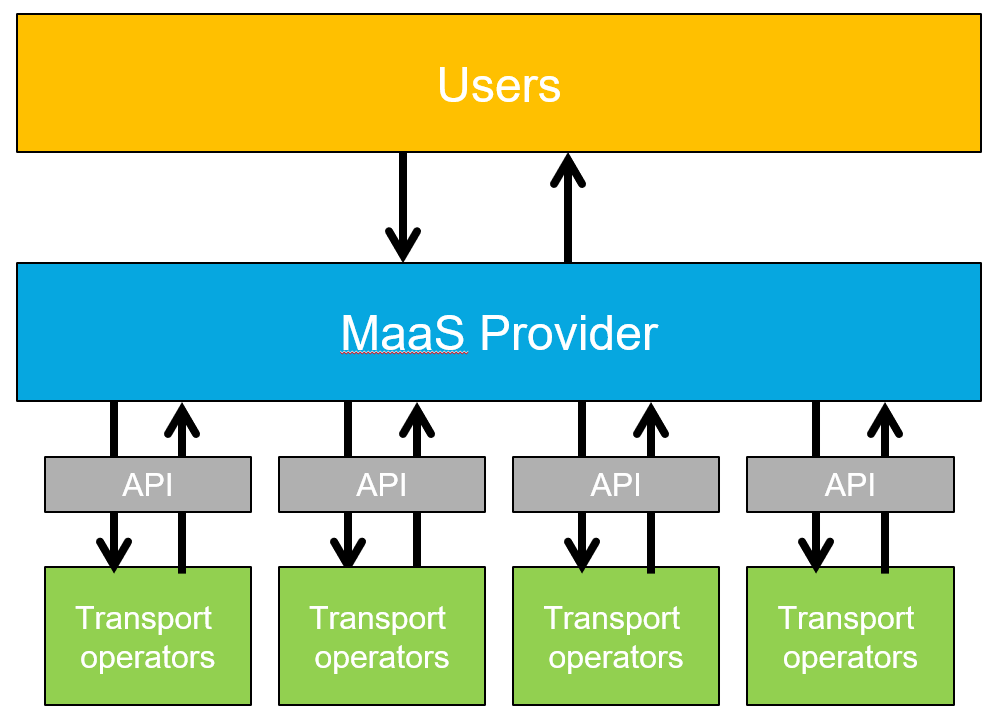 Users
MaaS Provider
API
API
API
API
Transport
operators
Transport
operators
Transport
operators
Transport
operators